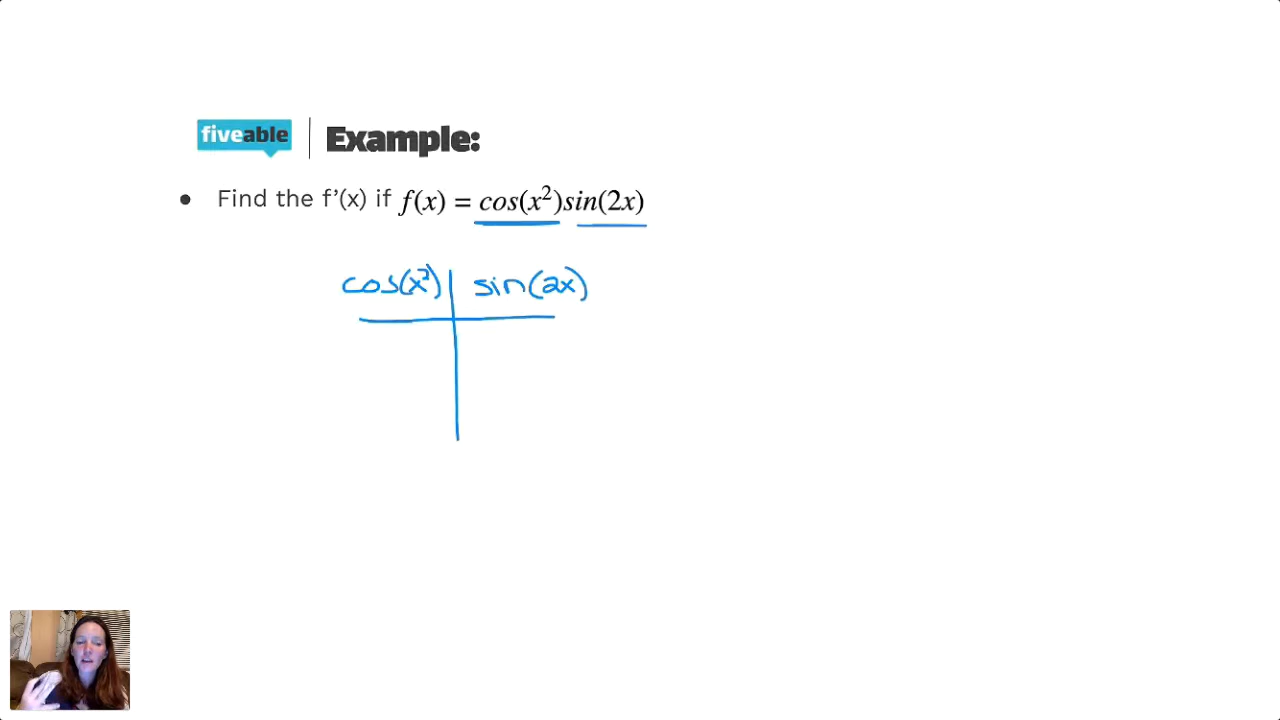 fiveable | Example:
• Find the f'(x) if f(x) = cos(x²)sin(2x)
cos(x²) | sin(2x)